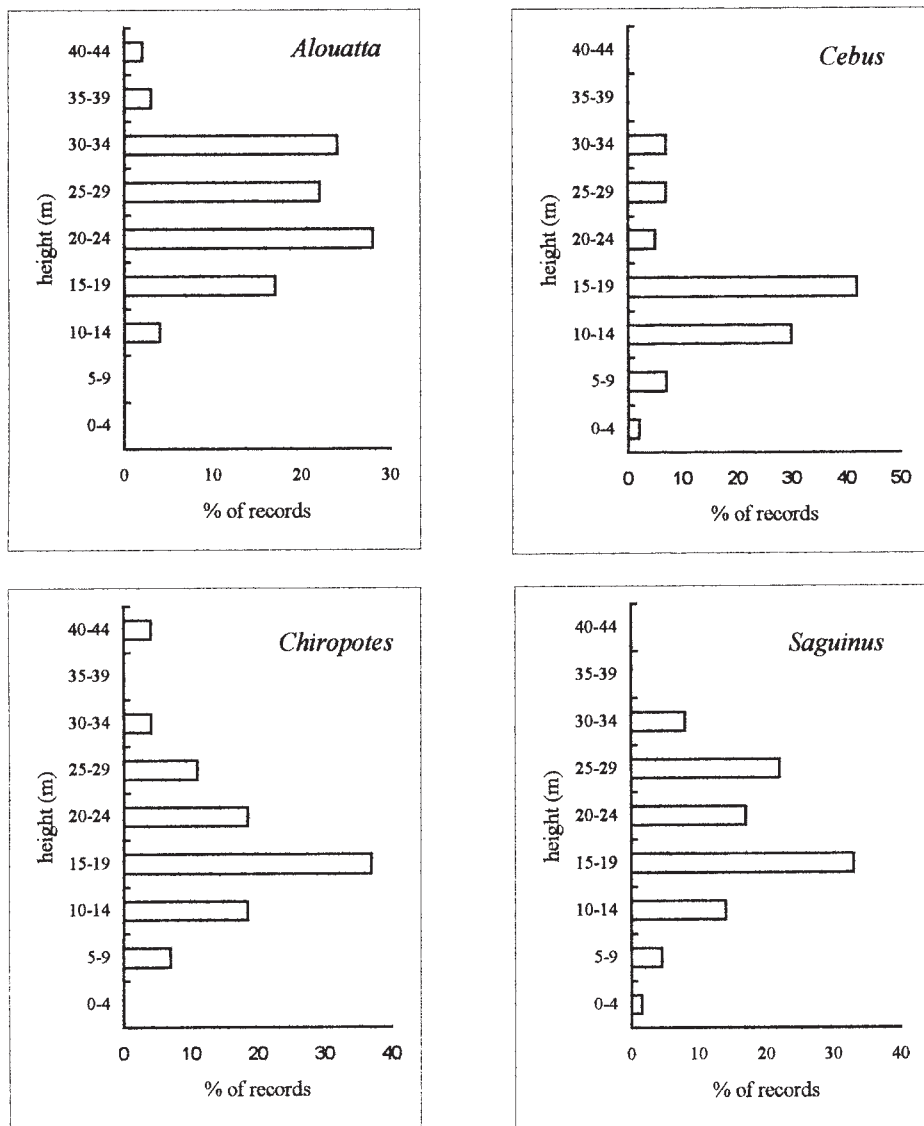 Alouatta
height (m)
40-44
35-39
30-34
25-29
20-24
15-19
10-14
5-9
0-4
0 10 20 30
% of records
Cebus
height (m)
40-44
35-39
30-34
25-29
20-24
15-19
10-14
5-9
0-4
0 10 20 30 40 50
% of records
Chiropotes
height (m)
40-44
35-39
30-34
25-29
20-24
15-19
10-14
5-9
0-4
0 10 20 30 40
% of records
Saguinus
height (m)
40-44
35-39
30-34
25-29
20-24
15-19
10-14
5-9
0-4
0 10 20 30 40
% of records